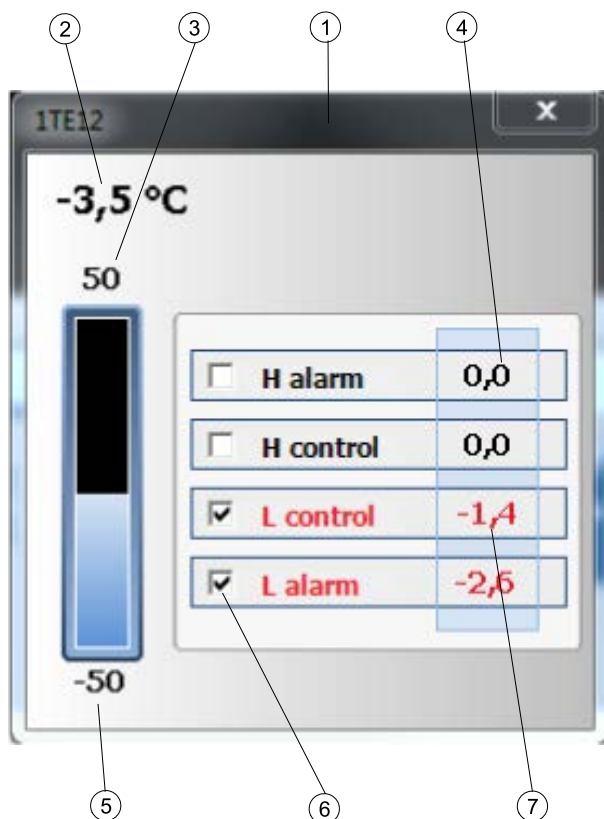 2 3 1 4
1TE12 x
-3,5 °C
50
H alarm 0,0
H control 0,0
L control -1,4
L alarm -2,6
-50
5 6 7